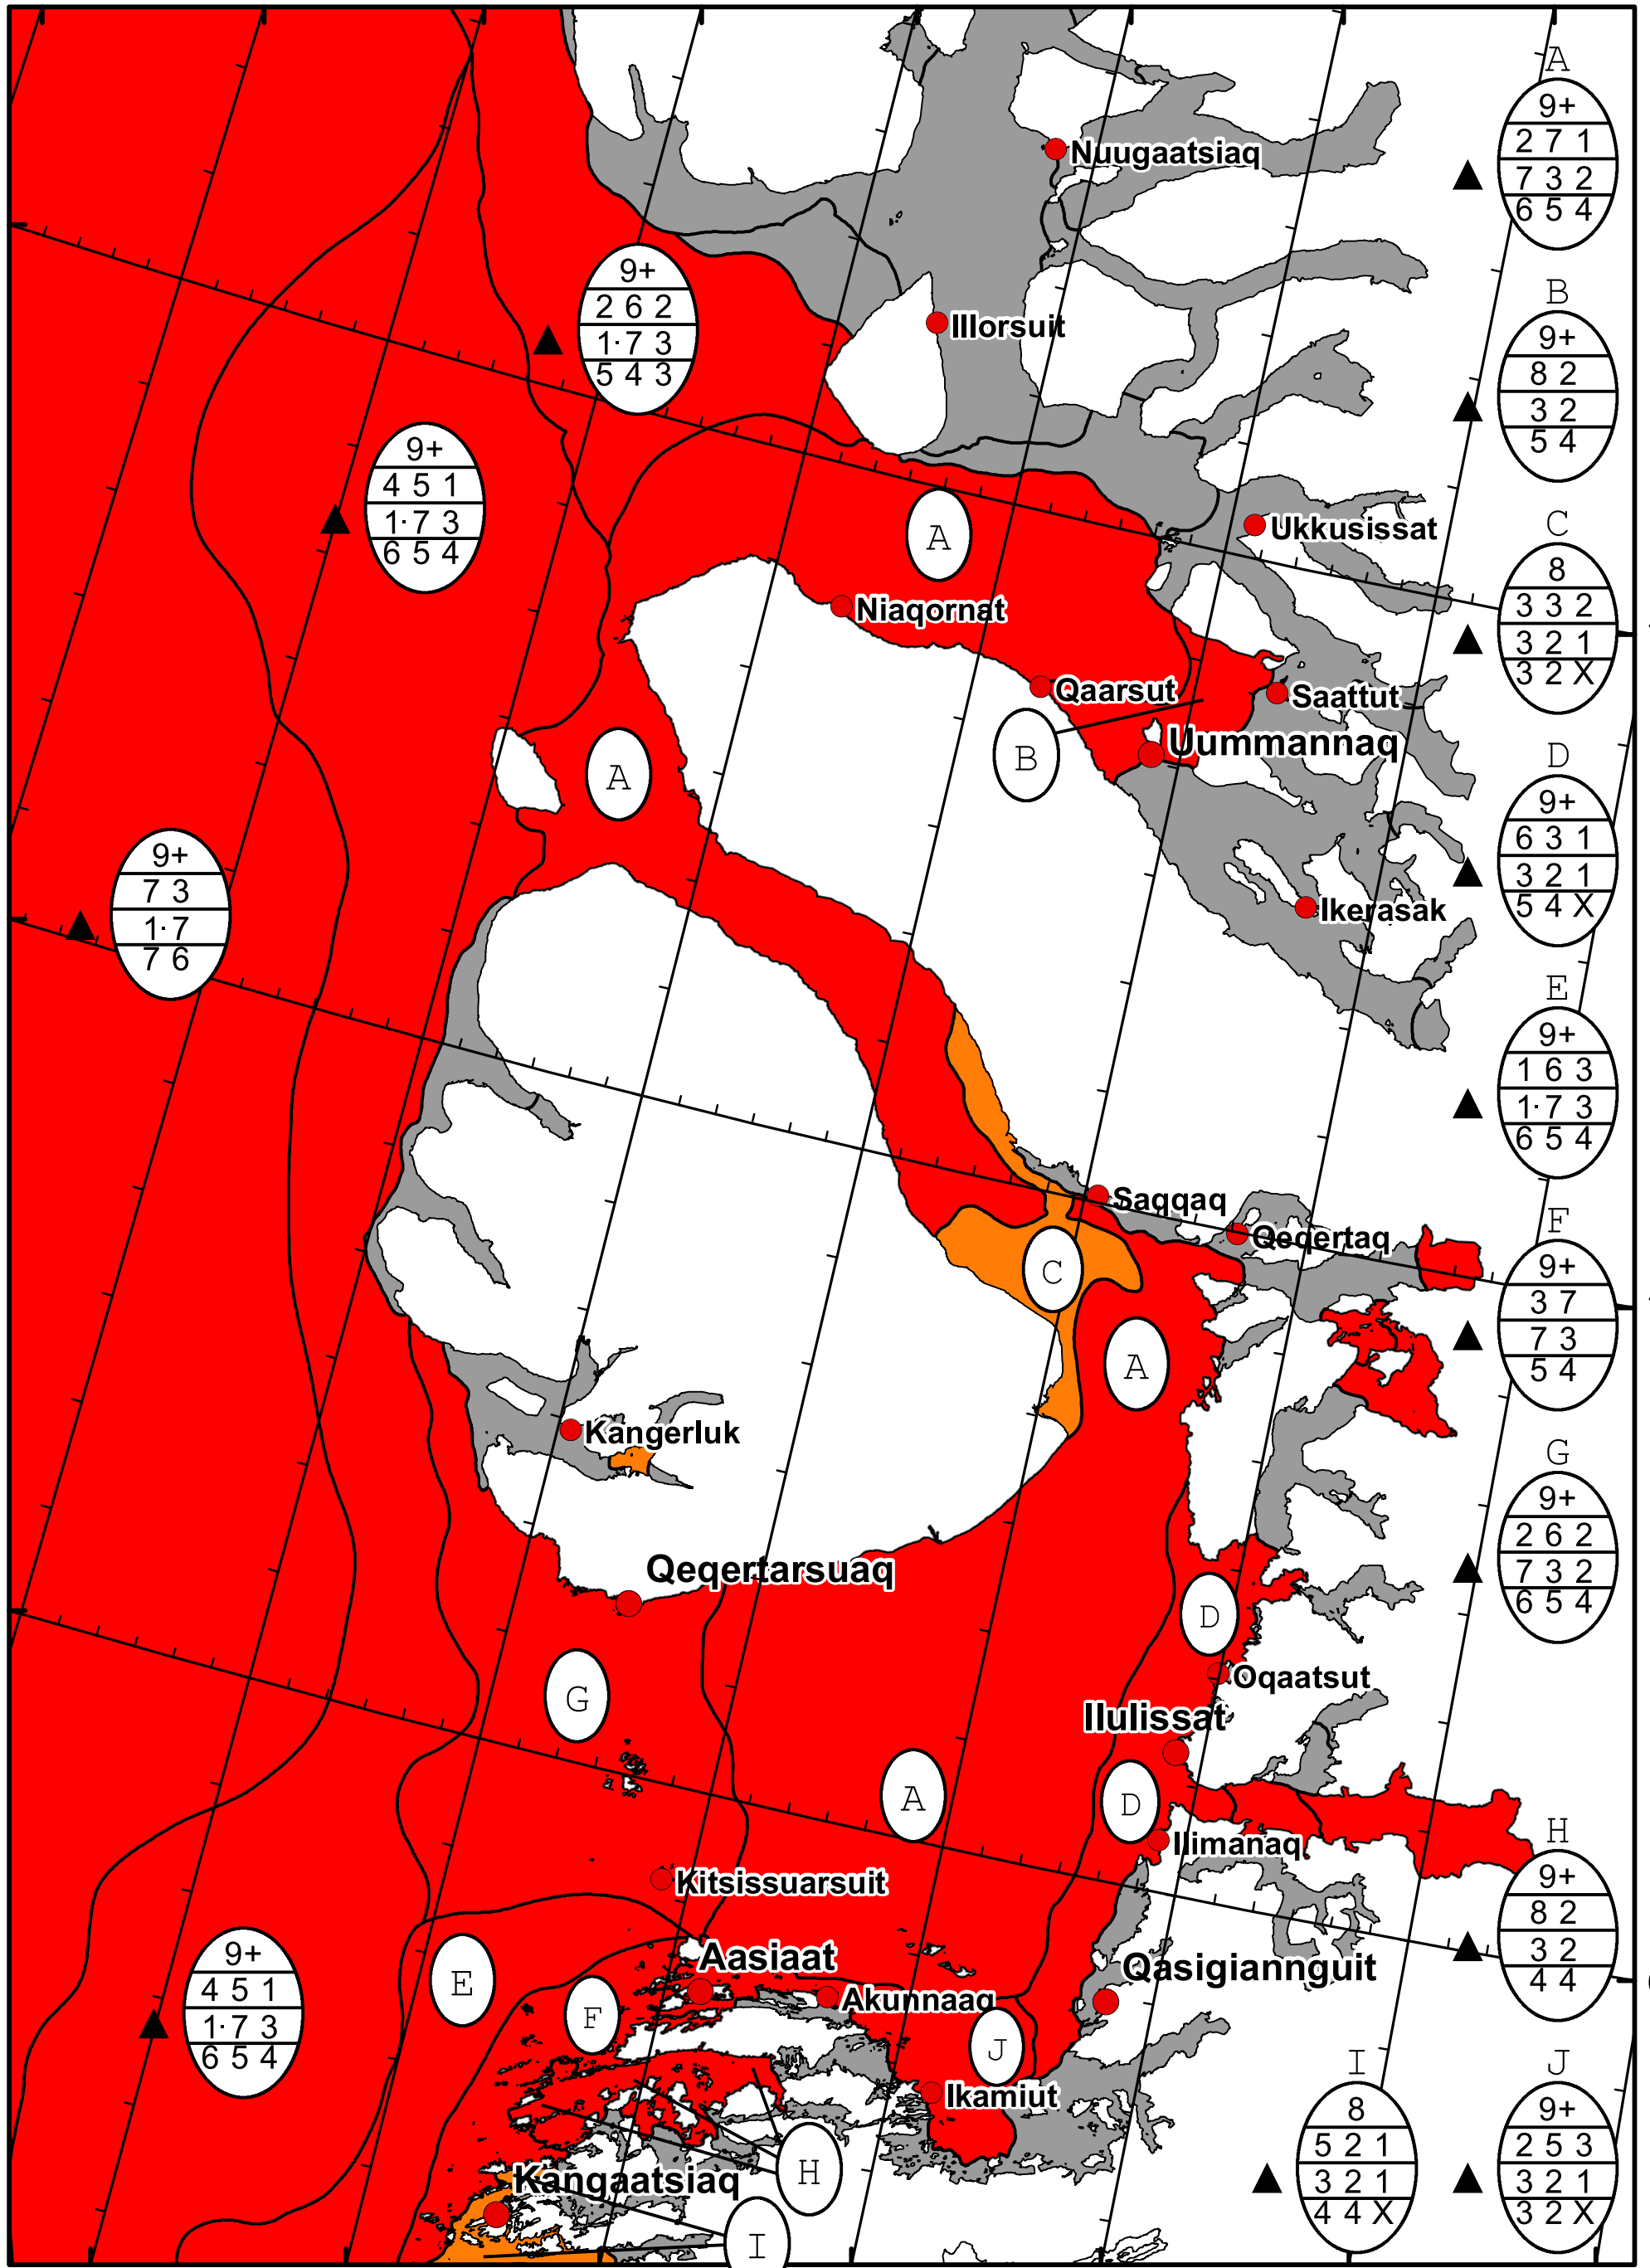 A
9+
2 7 1
7 3 2
6 5 4
Nuugaatsiaq
9+
2 6 2
1· 7 3
5 4 3
Illorsuit
B
9+
8 2
3 2
5 4
9+
4 5 1
1· 7 3
6 5 4
A
Ukkusissat
C
8
3 3 2
3 2 1
3 2 X
Niaqornat
Qaarsut
Saattut
Uummannaq
B
A
D
9+
6 3 1
3 2 1
5 4 X
9+
7 3
1· 7
7 6
Ikerasak
E
9+
1 6 3
1· 7 3
6 5 4
Saqqaq
Qeqertaq
C
F
9+
3 7
7 3
5 4
A
Kangerluk
G
9+
2 6 2
7 3 2
6 5 4
Qeqertarsuaq
D
Oqaatsut
G
Ilulissat
A
D
Ilimanaq
H
9+
8 2
3 2
4 4
Kitsissuarsuit
Aasiaat
Qasigiannguit
E
F
Akunnaaq
J
9+
4 5 1
1· 7 3
6 5 4
Ikamiut
H
Kangaatsiaq
I
I
8
5 2 1
3 2 1
4 4 X
J
9+
2 5 3
3 2 1
3 2 X